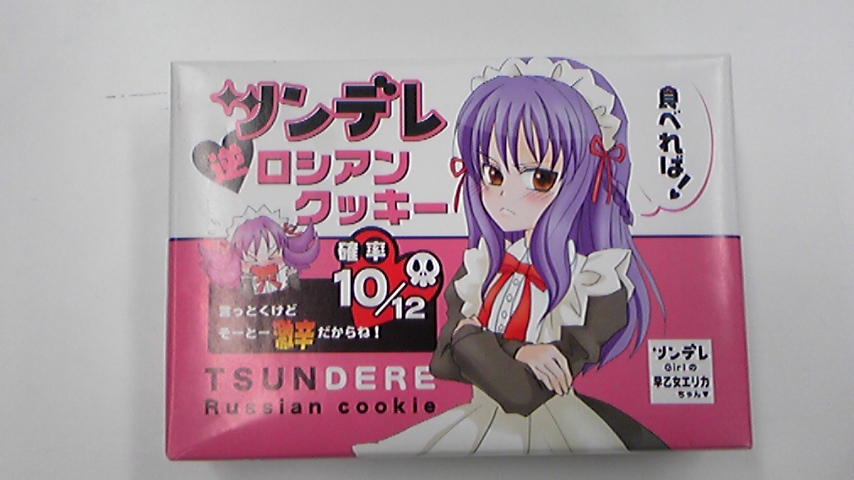 ツンデレ
逆ロシアン
クッキー
食べれば!
確率
10/12
言っとくけど
そーとー激辛だからね!
TSUNDERE
Russian cookie
ツンデレ
Girlの
早乙女エリカ
ちゃん♥